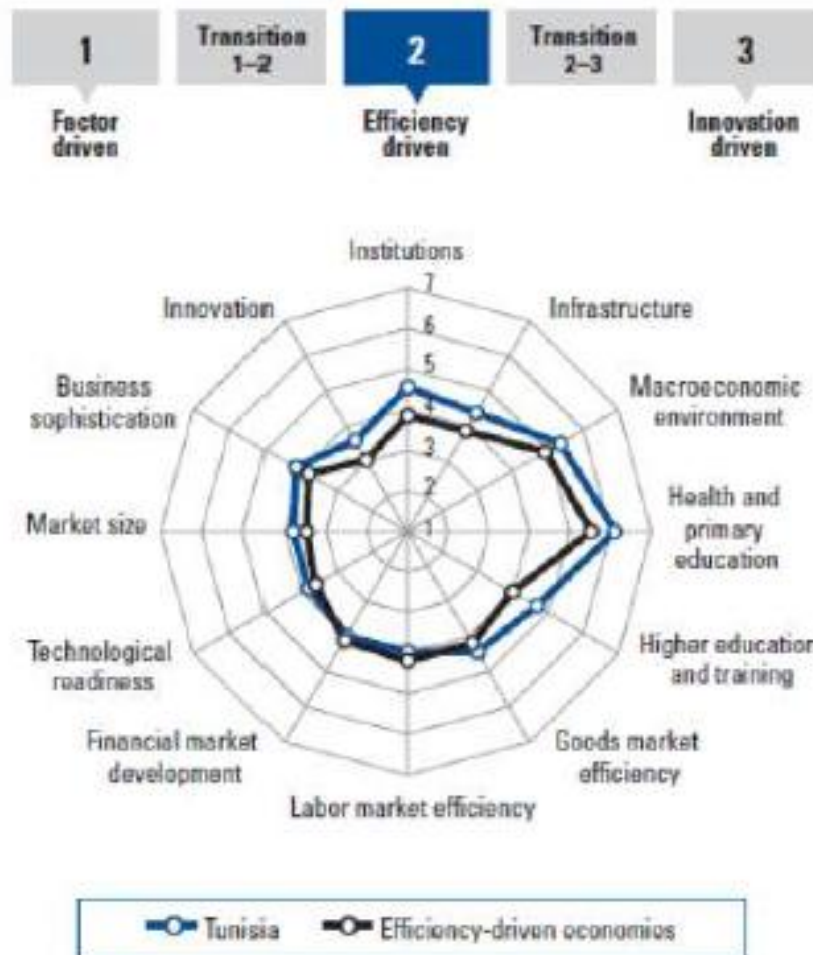 1
Transition
1–2
2
Transition
2–3
3
Factor
driven
Efficiency
driven
Innovation
driven
Institutions
7
Innovation
Infrastructure
6
Business
sophistication
5
Macroeconomic
environment
4
3
Market size
2
1
Health and
primary
education
Technological
readiness
Higher education
and training
Financial market
development
Goods market
efficiency
Labor market efficiency
Tunisia
Efficiency-driven economies